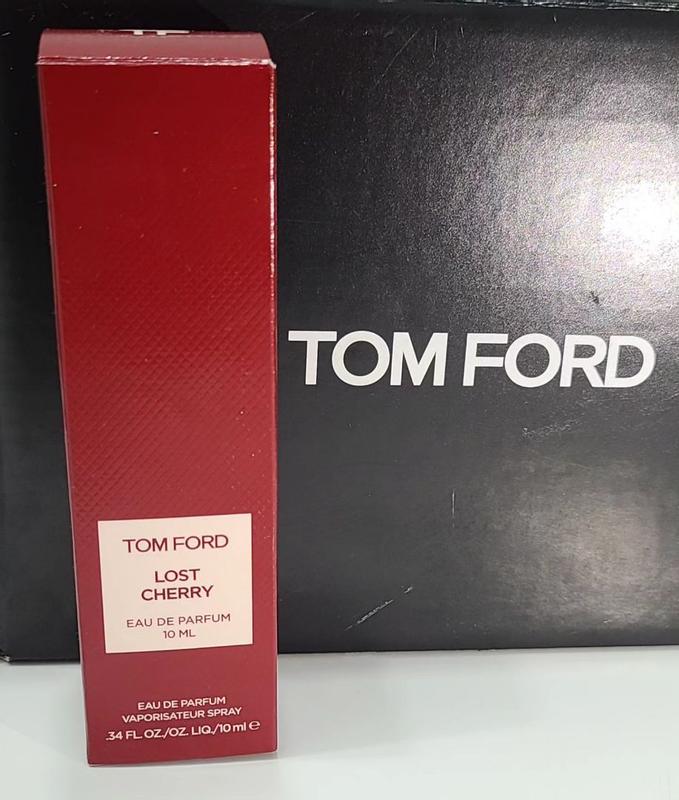 TF
TOM FORD
TOM FORD
LOST
CHERRY
EAU DE PARFUM
10 ML
EAU DE PARFUM
VAPORISATEUR SPRAY
.34 FL. OZ./OZ. LIQ./10 ml ℮